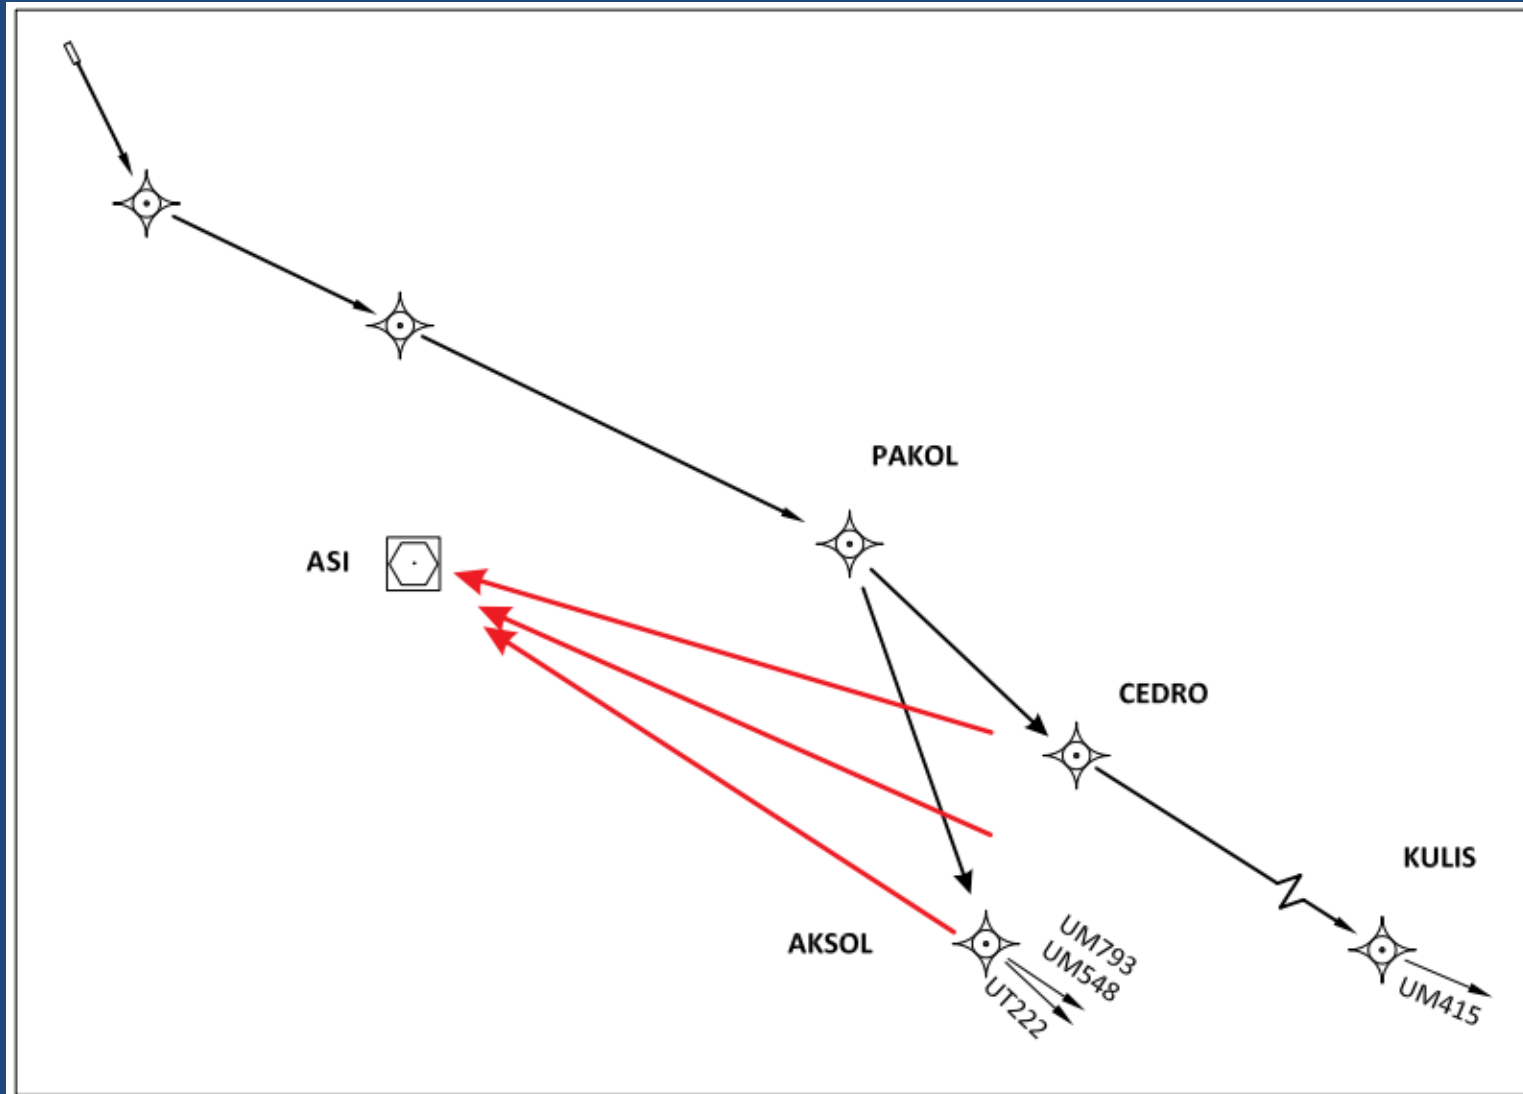 PAKOL
ASI
CEDRO
KULIS
AKSOL
UM793
UM548
UT222
UM415